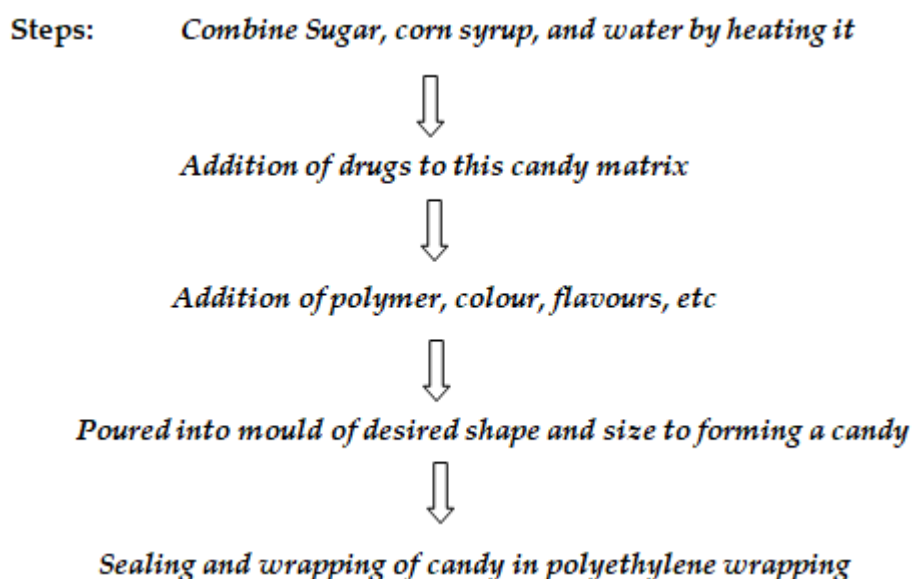 Steps: Combine Sugar, corn syrup, and water by heating it
Addition of drugs to this candy matrix
Addition of polymer, colour, flavours, etc
Poured into mould of desired shape and size to forming a candy
Sealing and wrapping of candy in polyethylene wrapping